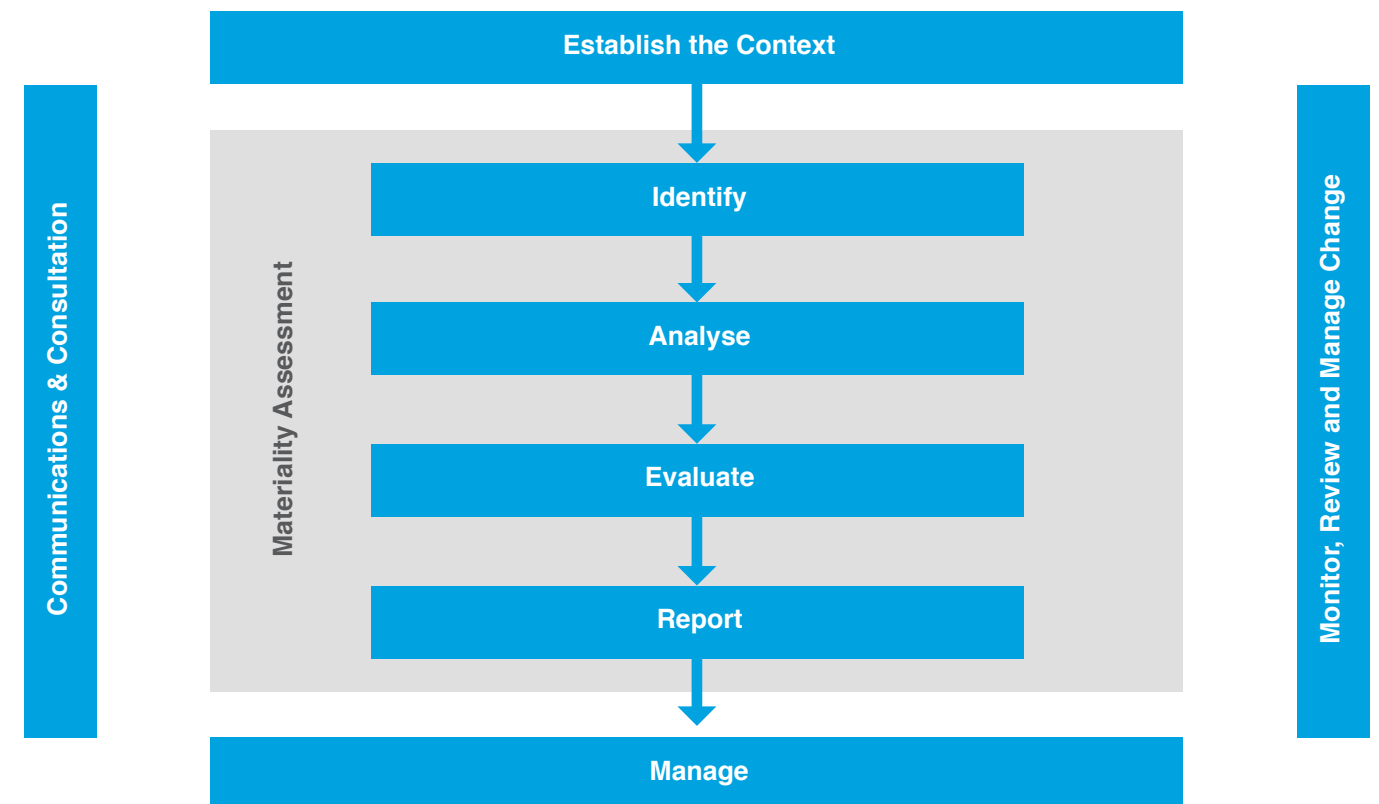 Establish the Context
Communications & Consultation
Materiality Assessment
Identify
Analyse
Evaluate
Report
Monitor, Review and Manage Change
Manage